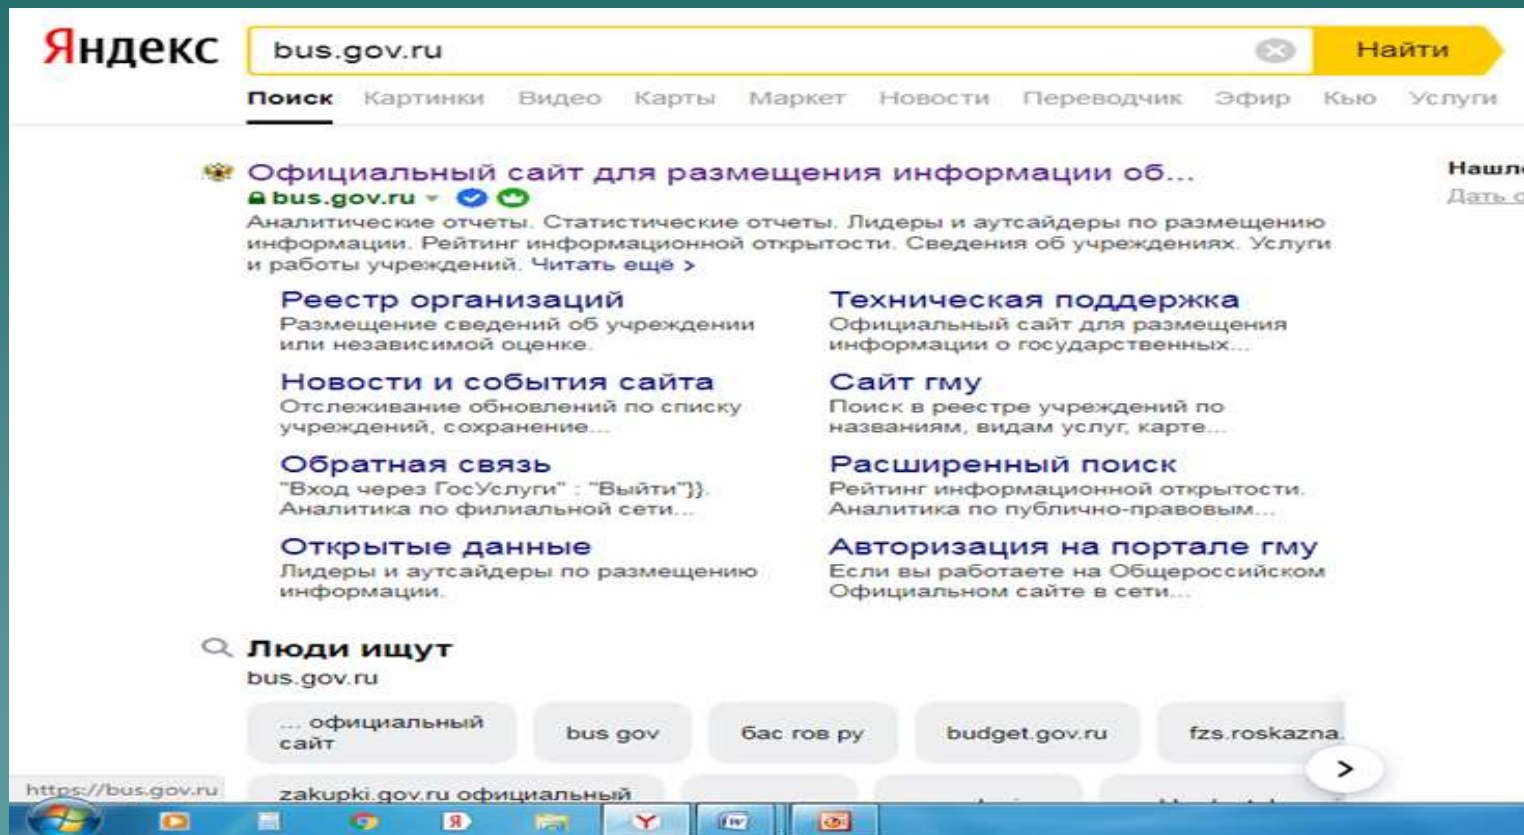 Яндекс
bus.gov.ru
Найти
Поиск Картинки Видео Карты Маркет Новости Переводчик Эфир Кью Услуги
Официальный сайт для размещения информации об...
bus.gov.ru
Аналитические отчеты. Статистические отчеты. Лидеры и аутсайдеры по размещению
информации. Рейтинг информационной открытости. Сведения об учреждениях. Услуги
и работы учреждений. Читать ещё >
Нашл
Дать
Реестр организаций
Размещение сведений об учреждении
или независимой оценке.
Техническая поддержка
Официальный сайт для размещения
информации о государственных...
Новости и события сайта
Отслеживание обновлений по списку
учреждений, сохранение...
Сайт гму
Поиск в реестре учреждений по
названиям, видам услуг, карте...
Обратная связь
"Вход через ГосУслуги" : "Выйти"}}.
Аналитика по филиальной сети...
Расширенный поиск
Рейтинг информационной открытости.
Аналитика по публично-правовым...
Открытые данные
Лидеры и аутсайдеры по размещению
информации.
Авторизация на портале гму
Если вы работаете на Общероссийском
Официальном сайте в сети...
Люди ищут
bus.gov.ru
... официальный
сайт
bus gov
бас гов ру
budget.gov.ru
fzs.roskazna.
zakupki.gov.ru официальный
https://bus.gov.ru